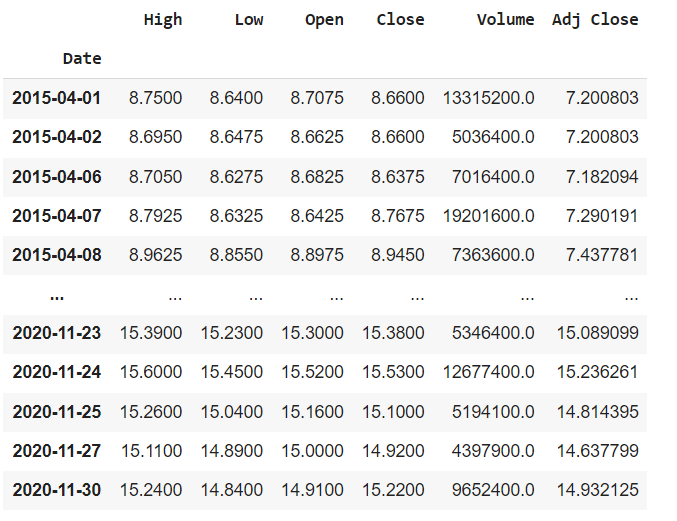 High Low Open Close Volume Adj Close
Date
2015-04-01 8.7500 8.6400 8.7075 8.6600 13315200.0 7.200803
2015-04-02 8.6950 8.6475 8.6625 8.6600 5036400.0 7.200803
2015-04-06 8.7050 8.6275 8.6825 8.6375 7016400.0 7.182094
2015-04-07 8.7925 8.6325 8.6425 8.7675 19201600.0 7.290191
2015-04-08 8.9625 8.8550 8.8975 8.9450 7363600.0 7.437781
... ... ... ... ... ... ...
2020-11-23 15.3900 15.2300 15.3000 15.3800 5346400.0 15.089099
2020-11-24 15.6000 15.4500 15.5200 15.5300 12677400.0 15.236261
2020-11-25 15.2600 15.0400 15.1600 15.1000 5194100.0 14.814395
2020-11-27 15.1100 14.8900 15.0000 14.9200 4397900.0 14.637799
2020-11-30 15.2400 14.8400 14.9100 15.2200 9652400.0 14.932125